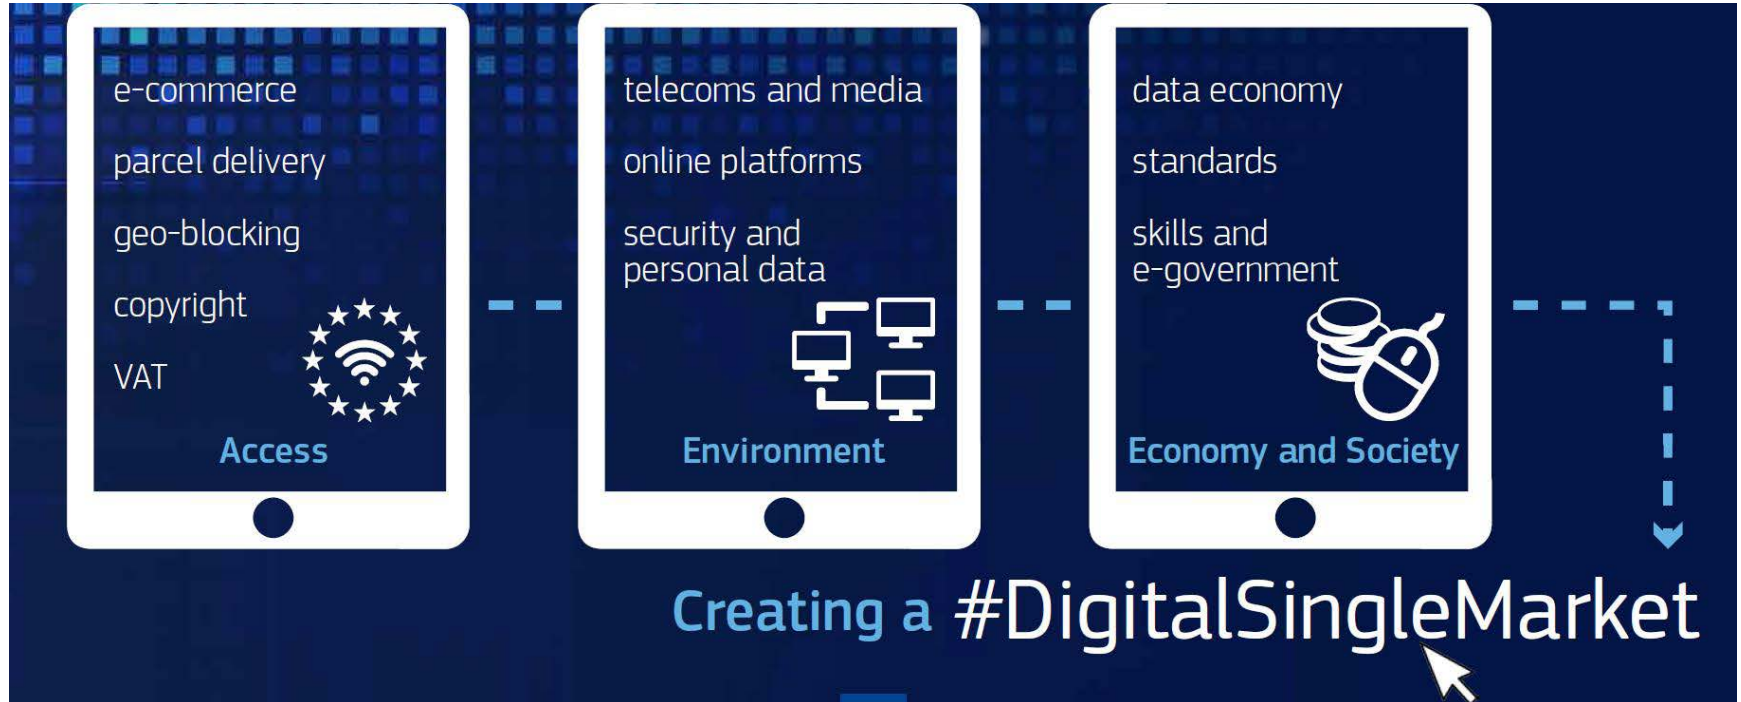 e-commerce
parcel delivery
geo-blocking
copyright
VAT
Access
telecoms and media
online platforms
security and
personal data
Environment
data economy
standards
skills and
e-government
Economy and Society
Creating a #DigitalSingleMarket